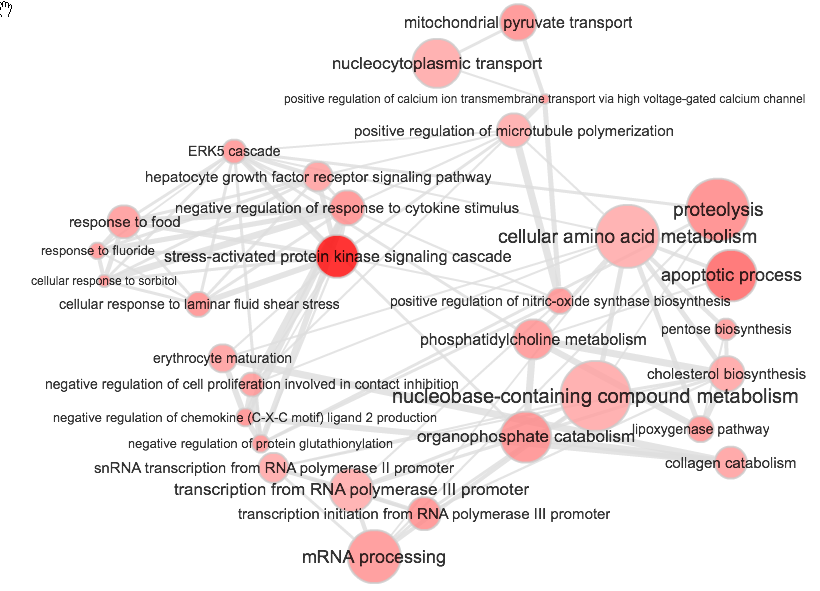 mitochondrial pyruvate transport
nucleocytoplasmic transport
positive regulation of calcium ion transmembrane transport via high voltage-gated calcium channel
positive regulation of microtubule polymerization
ERK5 cascade
hepatocyte growth factor receptor signaling pathway
negative regulation of response to cytokine stimulus
proteolysis
response to food
cellular amino acid metabolism
response to fluoride
stress-activated protein kinase signaling cascade
apoptotic process
cellular response to sorbitol
cellular response to laminar fluid shear stress
positive regulation of nitric-oxide synthase biosynthesis
pentose biosynthesis
phosphatidylcholine metabolism
erythrocyte maturation
cholesterol biosynthesis
negative regulation of cell proliferation involved in contact inhibition
nucleobase-containing compound metabolism
negative regulation of chemokine (C-X-C motif) ligand 2 production
lipoxygenase pathway
organophosphate catabolism
negative regulation of protein glutathionylation
collagen catabolism
snRNA transcription from RNA polymerase II promoter
transcription from RNA polymerase III promoter
transcription initiation from RNA polymerase III promoter
mRNA processing